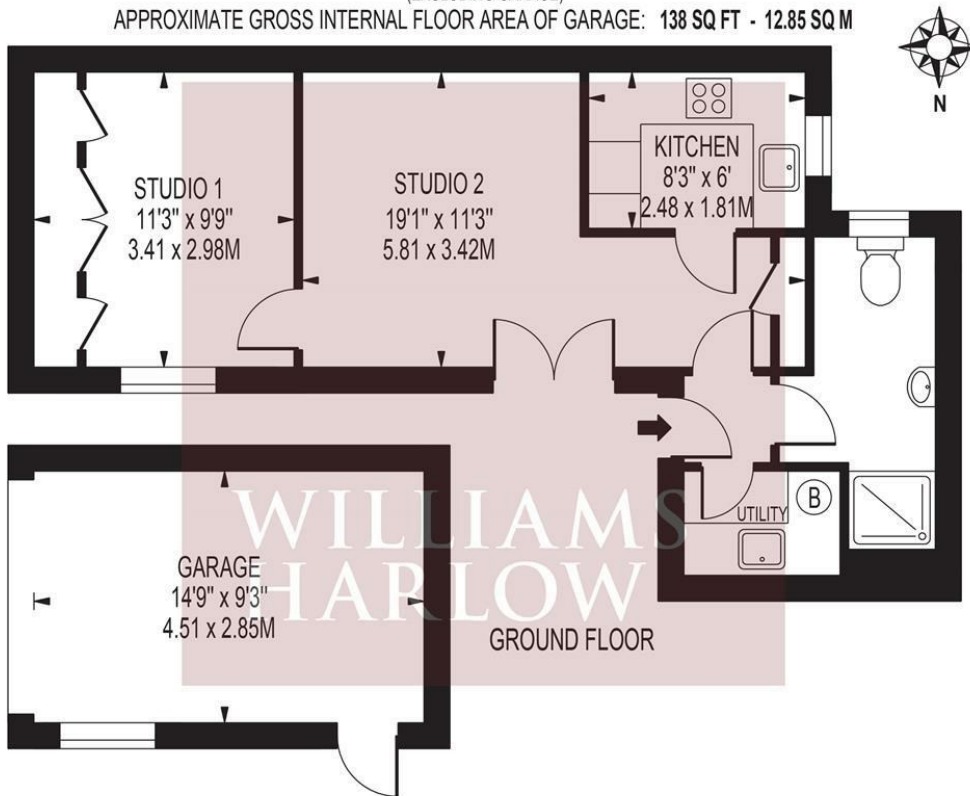 (EXCLUDING GARAGE)
APPROXIMATE GROSS INTERNAL FLOOR AREA OF GARAGE: 138 SQ FT - 12.85 SQ M
N
STUDIO 1
11'3" x 9'9"
3.41 x 2.98M
STUDIO 2
19'1" x 11'3"
5.81 x 3.42M
KITCHEN
8'3" x 6'
2.48 x 1.81M
UTILITY
B
WILLIAMS
HARLOW
GARAGE
14'9" x 9'3"
4.51 x 2.85M
GROUND FLOOR